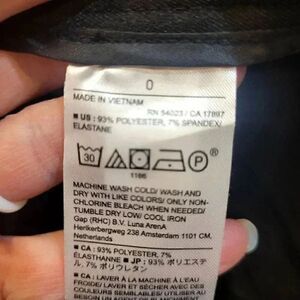 0
MADE IN VIETNAM
RN 54023 / CA 17897
■ US : 93% POLYESTER, 7% SPANDEX/
ELASTANE
30
P
1186
MACHINE WASH COLD/ WASH AND
DRY WITH LIKE COLORS/ ONLY NON-
CHLORINE BLEACH WHEN NEEDED/
TUMBLE DRY LOW/ COOL IRON
Gap (RHC) B.V. Luna ArenA
Herikerbergweg 238 Amsterdam 1101 CM,
Netherlands
■ CA : 93% POLYESTER, 7%
ÉLASTHANNE ■ JP : 93% ポリエステ
ル, 7% ポリウレタン
■ CA : LAVER À LA MACHINE À L'EAU
FROIDE/ LAVER ET SÉCHER AVEC DES
COULEURS SEMBLABLES/ UTILISER AU
BESOIN